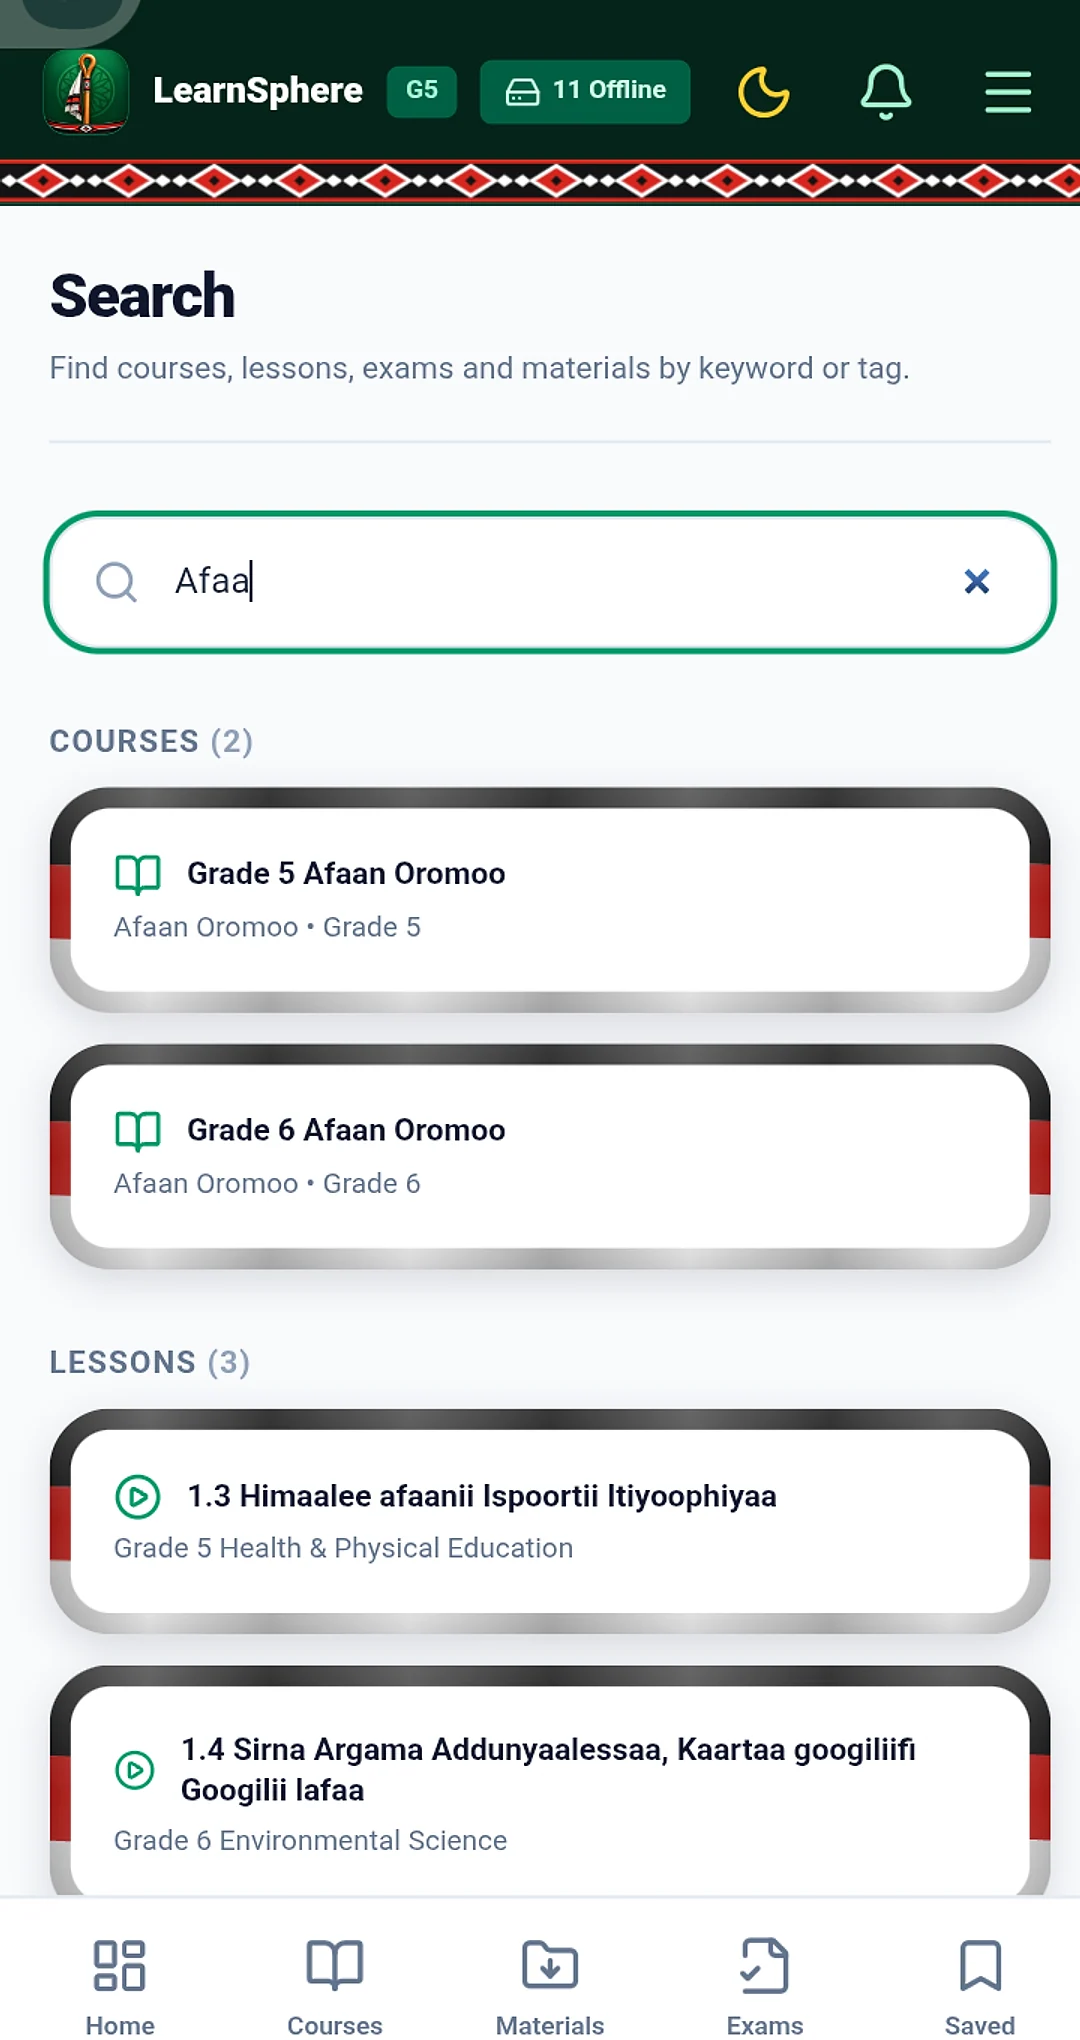 LearnSphere
G5
11 Offline
Search
Find courses, lessons, exams and materials by keyword or tag.
Afaa
COURSES (2)
Grade 5 Afaan Oromoo
Afaan Oromoo • Grade 5
Grade 6 Afaan Oromoo
Afaan Oromoo • Grade 6
LESSONS (3)
1.3 Himaalee afaanii Ispoortii Itiyoophiyaa
Grade 5 Health & Physical Education
1.4 Sirna Argama Addunyaalessaa, Kaartaa googiliifi
Googilii lafaa
Grade 6 Environmental Science
Home
Courses
Materials
Exams
Saved